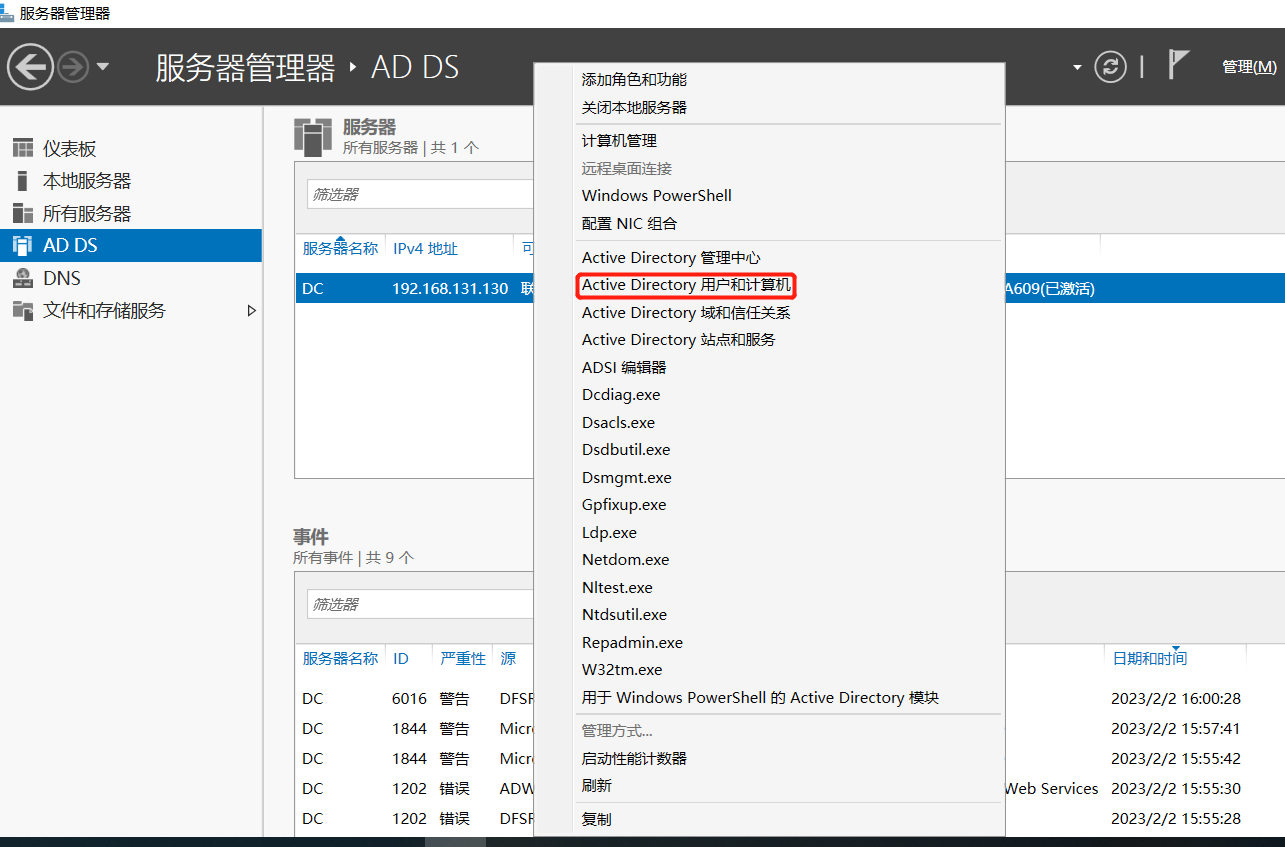 服务器管理器
服务器管理器 AD DS
管理(M)
仪表板
本地服务器
所有服务器
AD DS
DNS
文件和存储服务
服务器
所有服务器 | 共 1 个
筛选器
服务器名称 IPv4 地址 可
DC 192.168.131.130 联 A609(已激活)
事件
所有事件 | 共 9 个
筛选器
服务器名称 ID 严重性 源 日期和时间
DC 6016 警告 DFSR 2023/2/2 16:00:28
DC 1844 警告 Micro 2023/2/2 15:57:41
DC 1844 警告 Micro 2023/2/2 15:55:42
DC 1202 错误 ADW Web Services 2023/2/2 15:55:30
DC 1202 错误 DFSR 2023/2/2 15:55:28
添加角色和功能
关闭本地服务器
计算机管理
远程桌面连接
Windows PowerShell
配置 NIC 组合
Active Directory 管理中心
Active Directory 用户和计算机
Active Directory 域和信任关系
Active Directory 站点和服务
ADSI 编辑器
Dcdiag.exe
Dsacls.exe
Dsdbutil.exe
Dsmgmt.exe
Gpfixup.exe
Ldp.exe
Netdom.exe
Nltest.exe
Ntdsutil.exe
Repadmin.exe
W32tm.exe
用于 Windows PowerShell 的 Active Directory 模块
管理方式...
启动性能计数器
刷新
复制